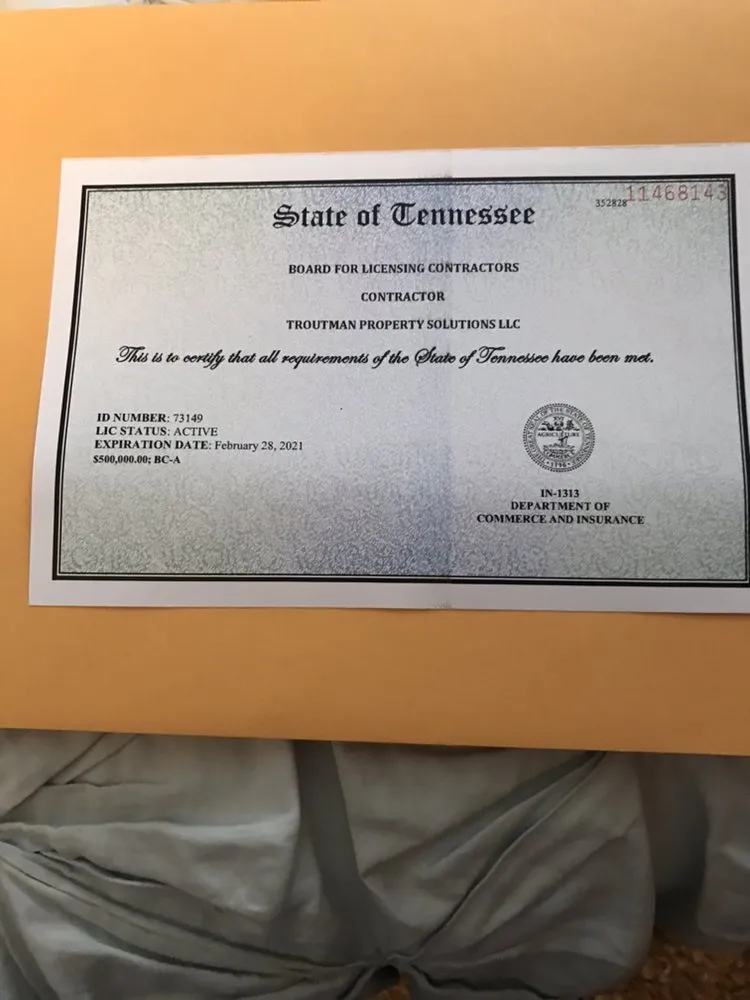 352828 11468143
State of Tennessee
BOARD FOR LICENSING CONTRACTORS
CONTRACTOR
TROUTMAN PROPERTY SOLUTIONS LLC
This is to certify that all requirements of the State of Tennessee have been met.
ID NUMBER: 73149
LIC STATUS: ACTIVE
EXPIRATION DATE: February 28, 2021
$500,000.00; BC-A
AGRICULTURE
1796
IN-1313
DEPARTMENT OF
COMMERCE AND INSURANCE